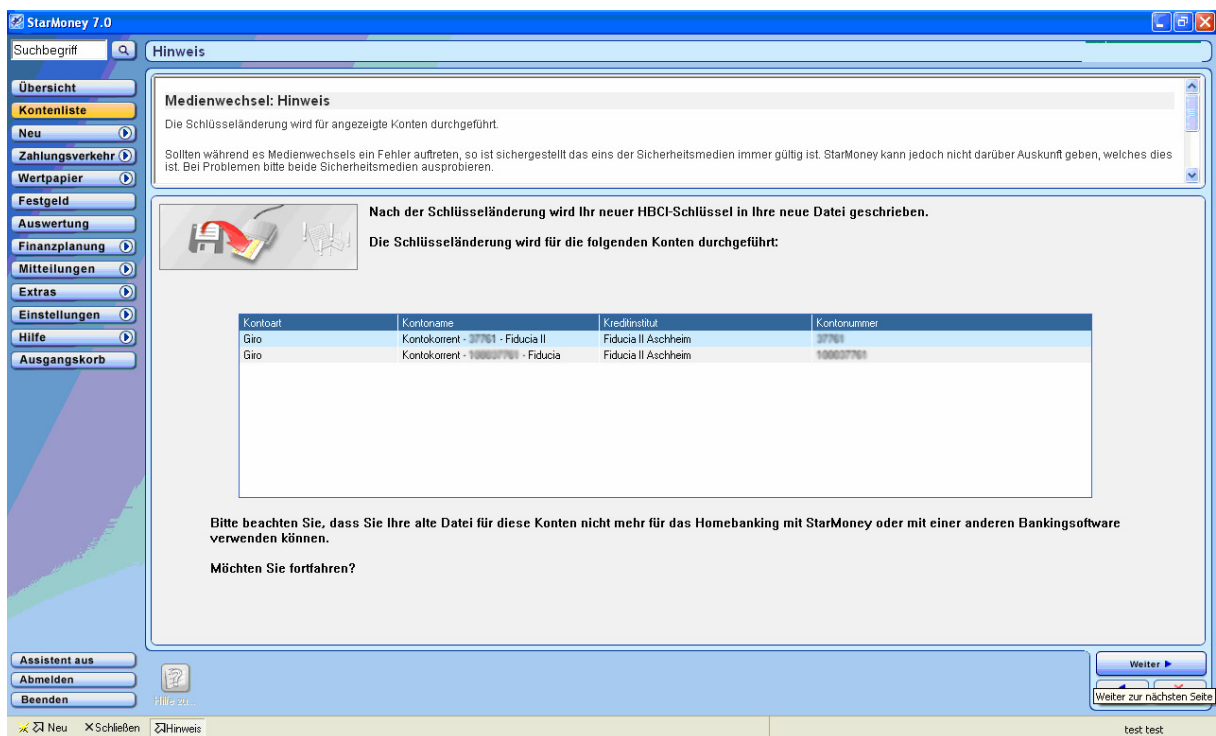 StarMoney 7.0
Suchbegriff
Hinweis
Übersicht
Kontenliste
Neu
Zahlungsverkehr
Wertpapier
Festgeld
Auswertung
Finanzplanung
Mitteilungen
Extras
Einstellungen
Hilfe
Ausgangskorb
Medienwechsel: Hinweis
Die Schlüsseländerung wird für angezeigte Konten durchgeführt.
Sollten während es Medienwechsels ein Fehler auftreten, so ist sichergestellt das eins der Sicherheitsmedien immer gültig ist. StarMoney kann jedoch nicht darüber Auskunft geben, welches dies
ist. Bei Problemen bitte beide Sicherheitsmedien ausprobieren.
Nach der Schlüsseländerung wird Ihr neuer HBCI-Schlüssel in Ihre neue Datei geschrieben.
Die Schlüsseländerung wird für die folgenden Konten durchgeführt:
Kontoart Kontoname Kreditinstitut Kontonummer
Giro Kontokorrent - - Fiducia II Fiducia II Aschheim
Giro Kontokorrent - - Fiducia Fiducia II Aschheim
Bitte beachten Sie, dass Sie Ihre alte Datei für diese Konten nicht mehr für das Homebanking mit StarMoney oder mit einer anderen Bankingsoftware
verwenden können.
Möchten Sie fortfahren?
Assistent aus
Abmelden
Beenden
Hilfe zu...
Weiter
Weiter zur nächsten Seite
Neu Schließen Hinweis
test test